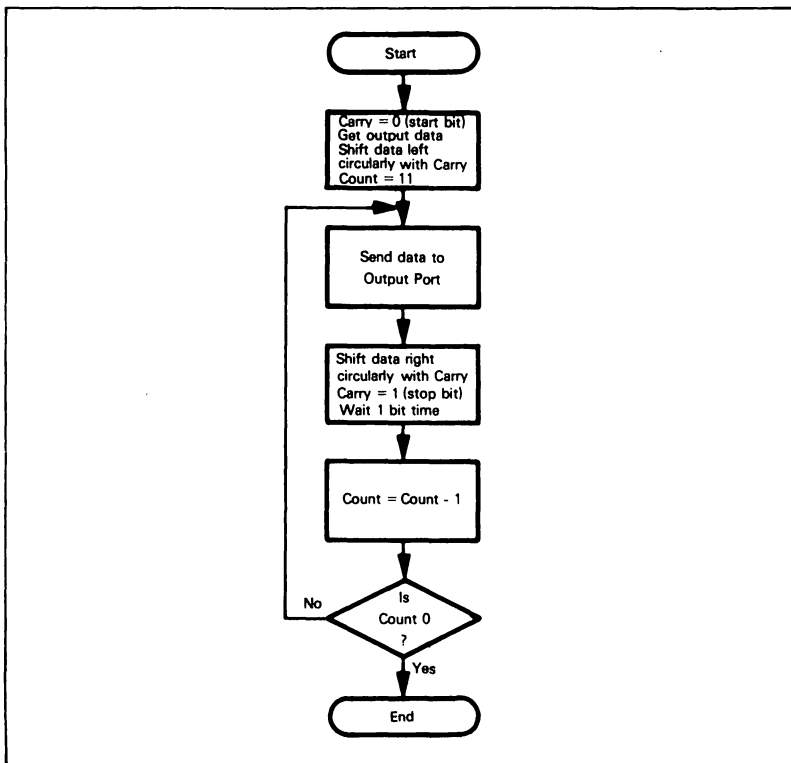 Start
Carry = 0 (start bit)
Get output data
Shift data left
circularly with Carry
Count = 11
Send data to
Output Port
Shift data right
circularly with Carry
Carry = 1 (stop bit)
Wait 1 bit time
Count = Count - 1
Is
Count 0
?
No
Yes
End